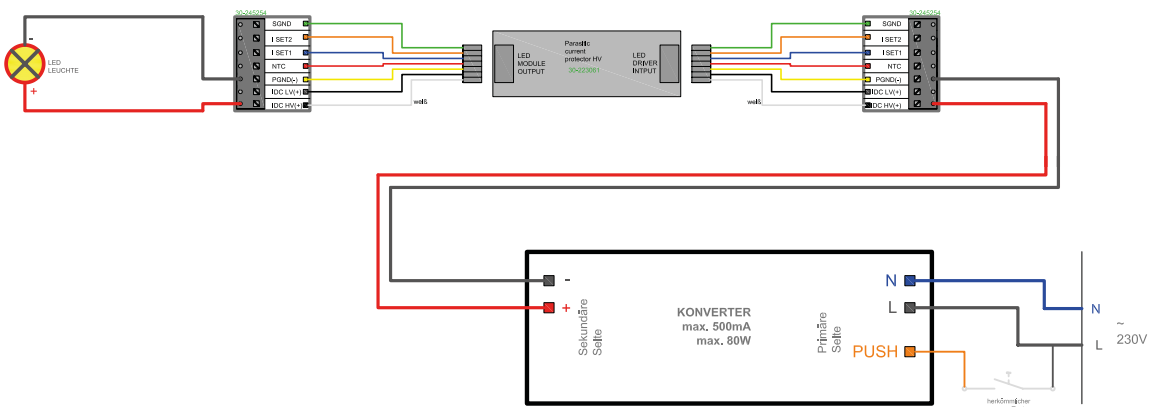 30-245254
SGND
I SET2
I SET1
NTC
PGND(-)
IDC LV(+)
IDC HV(+)
-
+
LED
LEUCHTE
weiß
LED
MODULE
OUTPUT
Parasitic
current
protector HV
30-223081
LED
DRIVER
INTPUT
weiß
30-245254
SGND
I SET2
I SET1
NTC
PGND(-)
IDC LV(+)
IDC HV(+)
-
+
Sekundäre
Seite
KONVERTER
max. 500mA
max. 80W
Primäre
Seite
N
L
PUSH
N
L
~
230V
herkömmlicher